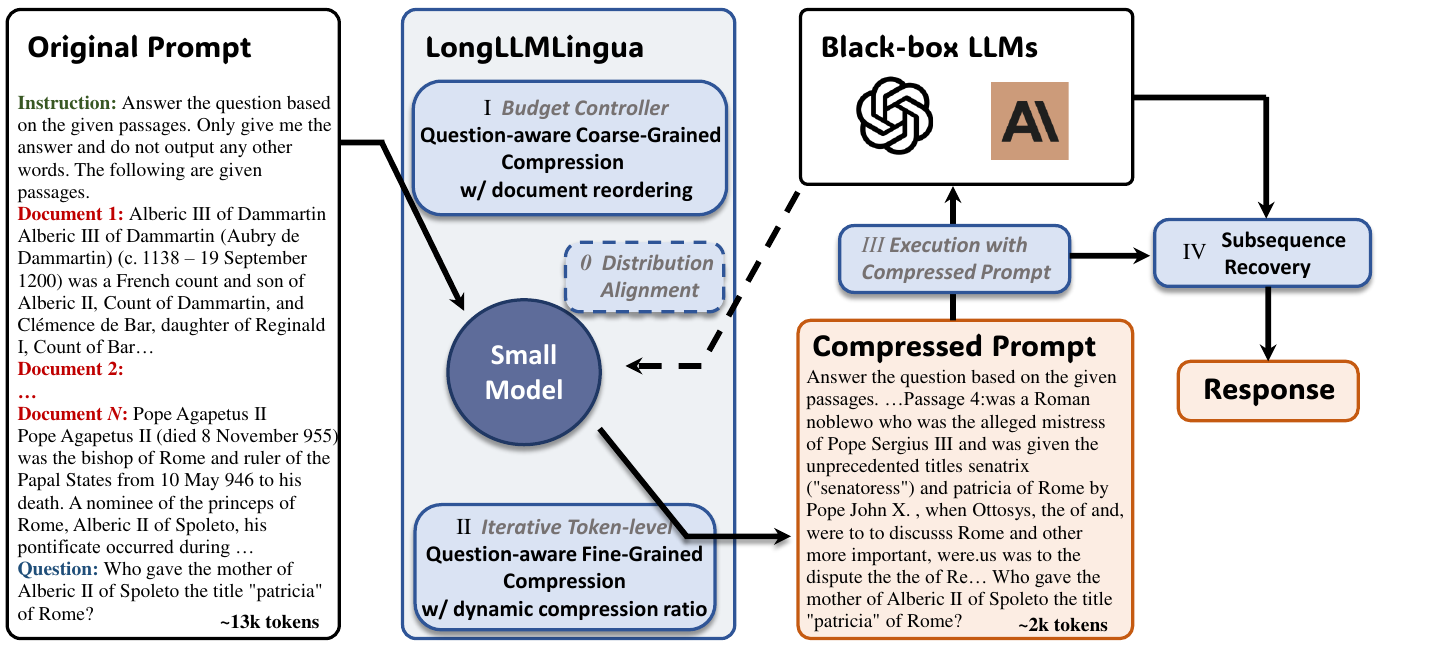 Original Prompt
Instruction: Answer the question based
on the given passages. Only give me the
answer and do not output any other
words. The following are given
passages.
Document 1: Alberic III of Dammartin
Alberic III of Dammartin (Aubry de
Dammartin) (c. 1138 – 19 September
1200) was a French count and son of
Alberic II, Count of Dammartin, and
Clémence de Bar, daughter of Reginald
I, Count of Bar…
Document 2:
…
Document N: Pope Agapetus II
Pope Agapetus II (died 8 November 955)
was the bishop of Rome and ruler of the
Papal States from 10 May 946 to his
death. A nominee of the princeps of
Rome, Alberic II of Spoleto, his
pontificate occurred during …
Question: Who gave the mother of
Alberic II of Spoleto the title "patricia"
of Rome?
~13k tokens
LongLLMLingua
I Budget Controller
Question-aware Coarse-Grained
Compression
w/ document reordering
0 Distribution
Alignment
Small
Model
II Iterative Token-level
Question-aware Fine-Grained
Compression
w/ dynamic compression ratio
Black-box LLMs
AI
III Execution with
Compressed Prompt
Compressed Prompt
Answer the question based on the given
passages. …Passage 4:was a Roman
noblewo who was the alleged mistress
of Pope Sergius III and was given the
unprecedented titles senatrix
("senatoress") and patricia of Rome by
Pope John X. , when Ottosys, the of and,
were to to discusss Rome and other
more important, were.us was to the
dispute the the of Re… Who gave the
mother of Alberic II of Spoleto the title
"patricia" of Rome?
~2k tokens
IV Subsequence
Recovery
Response